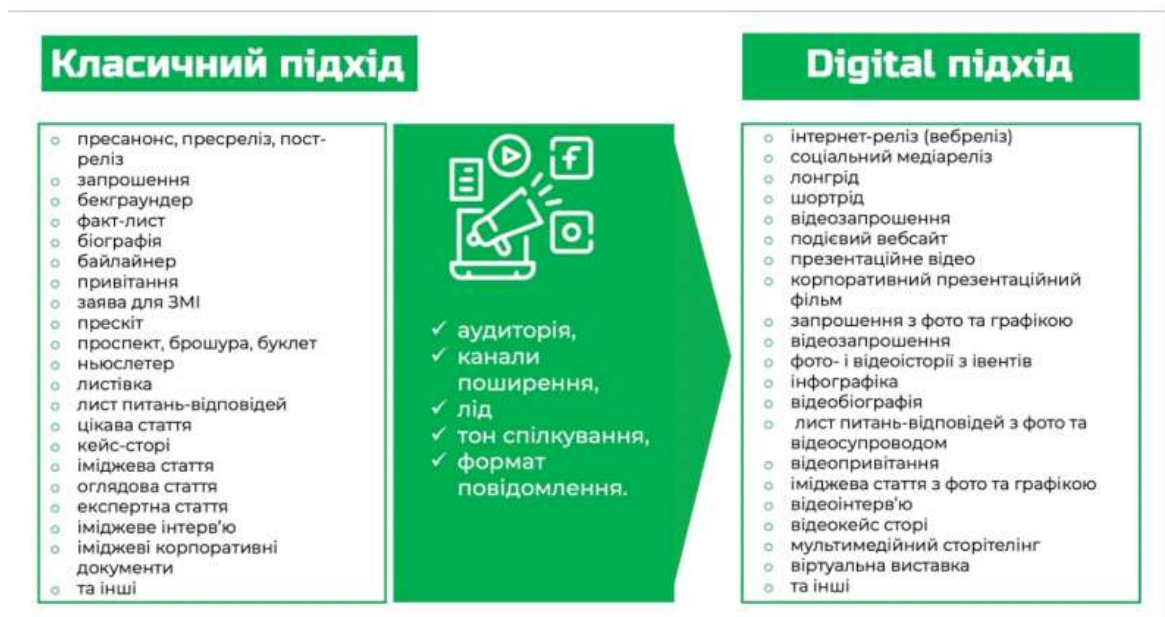 Класичний підхід
пресанонс, пресреліз, пост-
реліз
запрошення
бекграундер
факт-лист
біографія
байлайнер
привітання
заява для ЗМІ
прескіт
проспект, брошура, буклет
ньюслетер
листівка
лист питань-відповідей
цікава стаття
кейс-сторі
іміджева стаття
оглядова стаття
експертна стаття
іміджеве інтерв'ю
іміджеві корпоративні
документи
та інші
аудиторія,
канали
поширення,
лід
тон спілкування,
формат
повідомлення.
Digital підхід
інтернет-реліз (вебреліз)
соціальний медіареліз
лонгрід
шортрід
відеозапрошення
подієвий вебсайт
презентаційне відео
корпоративний презентаційний
фільм
запрошення з фото та графікою
відеозапрошення
фото- і відеоісторії з івентів
інфографіка
відеобіографія
лист питань-відповідей з фото та
відеосупроводом
відеопривітання
іміджева стаття з фото та графікою
відеоінтерв'ю
відеокейс сторі
мультимедійний сторітелінг
віртуальна виставка
та інші